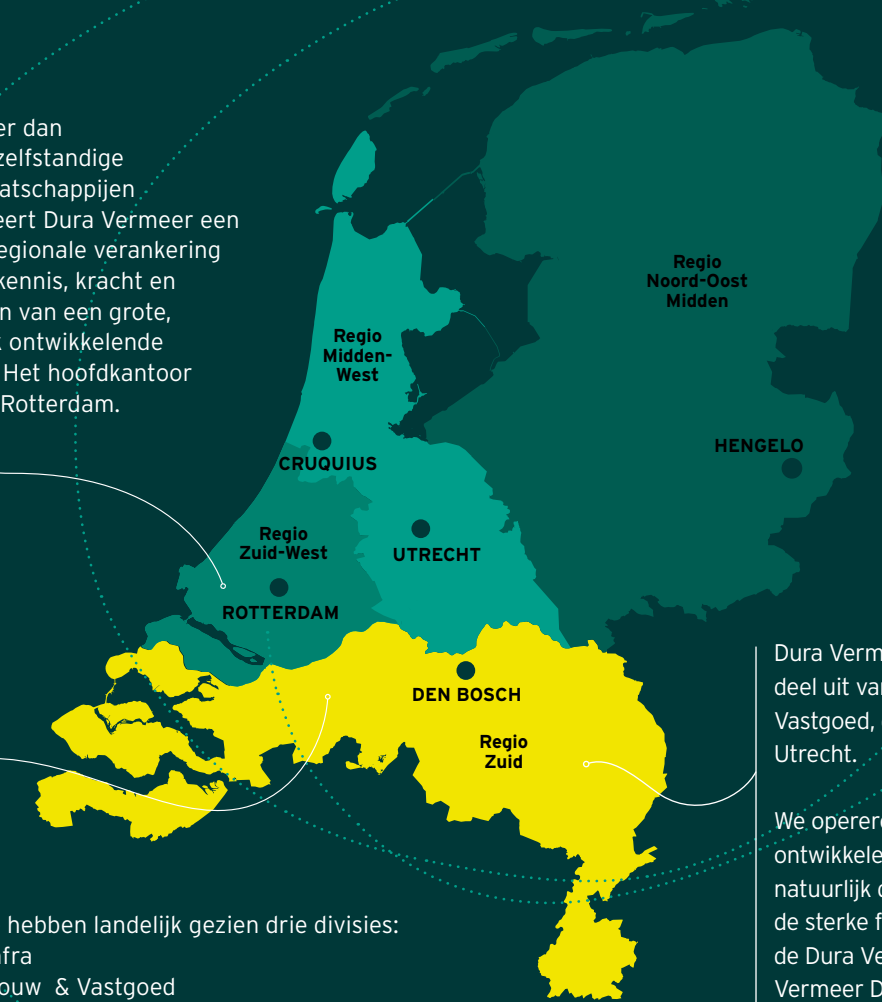 er dan
zelfstandige
atschappijen
eert Dura Vermeer een
egionale verankering
kennis, kracht en
n van een grote,
k ontwikkelende
Het hoofdkantoor
Rotterdam.
Regio
Noord-Oost
Midden
Regio
Midden-
West
HENGELO
CRUQUIUS
Regio
Zuid-West
UTRECHT
ROTTERDAM
DEN BOSCH
Regio
Zuid
Dura Verm
deel uit var
Vastgoed,
Utrecht.
We operere
ontwikkele
natuurlijk o
de sterke f
de Dura Ve
Vermeer D
hebben landelijk gezien drie divisies:
nfra
ouw & Vastgoed